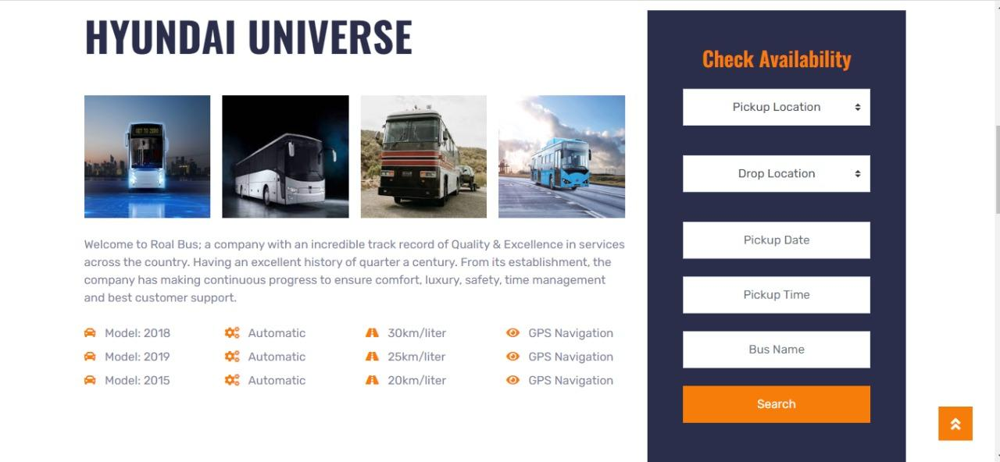 HYUNDAI UNIVERSE
GET TO ZERO
Welcome to Roal Bus; a company with an incredible track record of Quality & Excellence in services
across the country. Having an excellent history of quarter a century. From its establishment, the
company has making continuous progress to ensure comfort, luxury, safety, time management
and best customer support.
Model: 2018 Automatic 30km/liter GPS Navigation
Model: 2019 Automatic 25km/liter GPS Navigation
Model: 2015 Automatic 20km/liter GPS Navigation
Check Availability
Pickup Location
Drop Location
Pickup Date
Pickup Time
Bus Name
Search